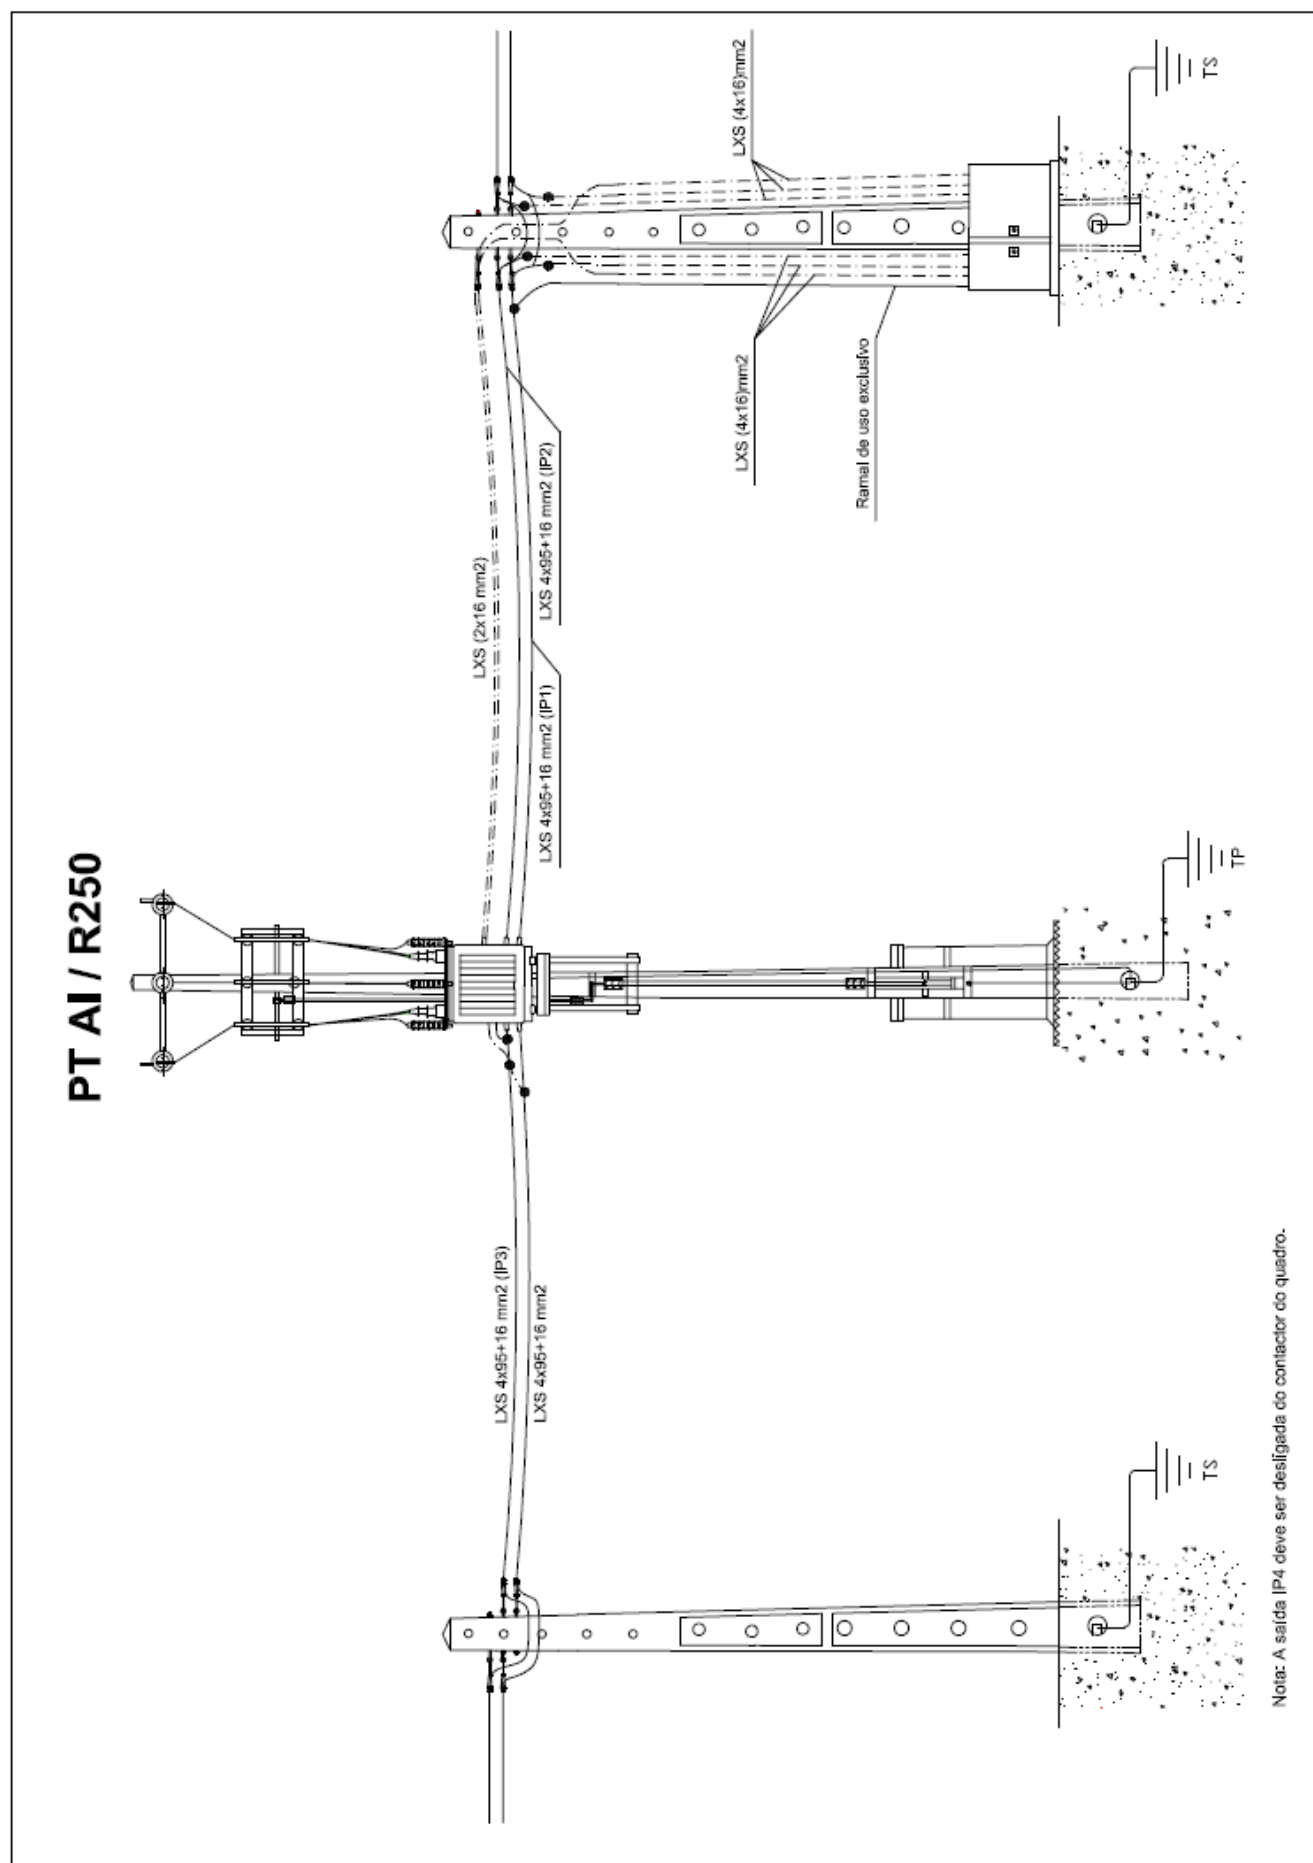 PT AI / R250
LXS (4x16)mm2
LXS (2x16 mm2)
LXS 4x95+16 mm2 (IP2)
LXS 4x95+16 mm2 (IP1)
LXS 4x95+16 mm2 (IP3)
LXS 4x95+16 mm2
LXS (4x16)mm2
Ramal de uso exclusivo
TS
TP
TS
Nota: A saída IP4 deve ser desligada do contactor do quadro.